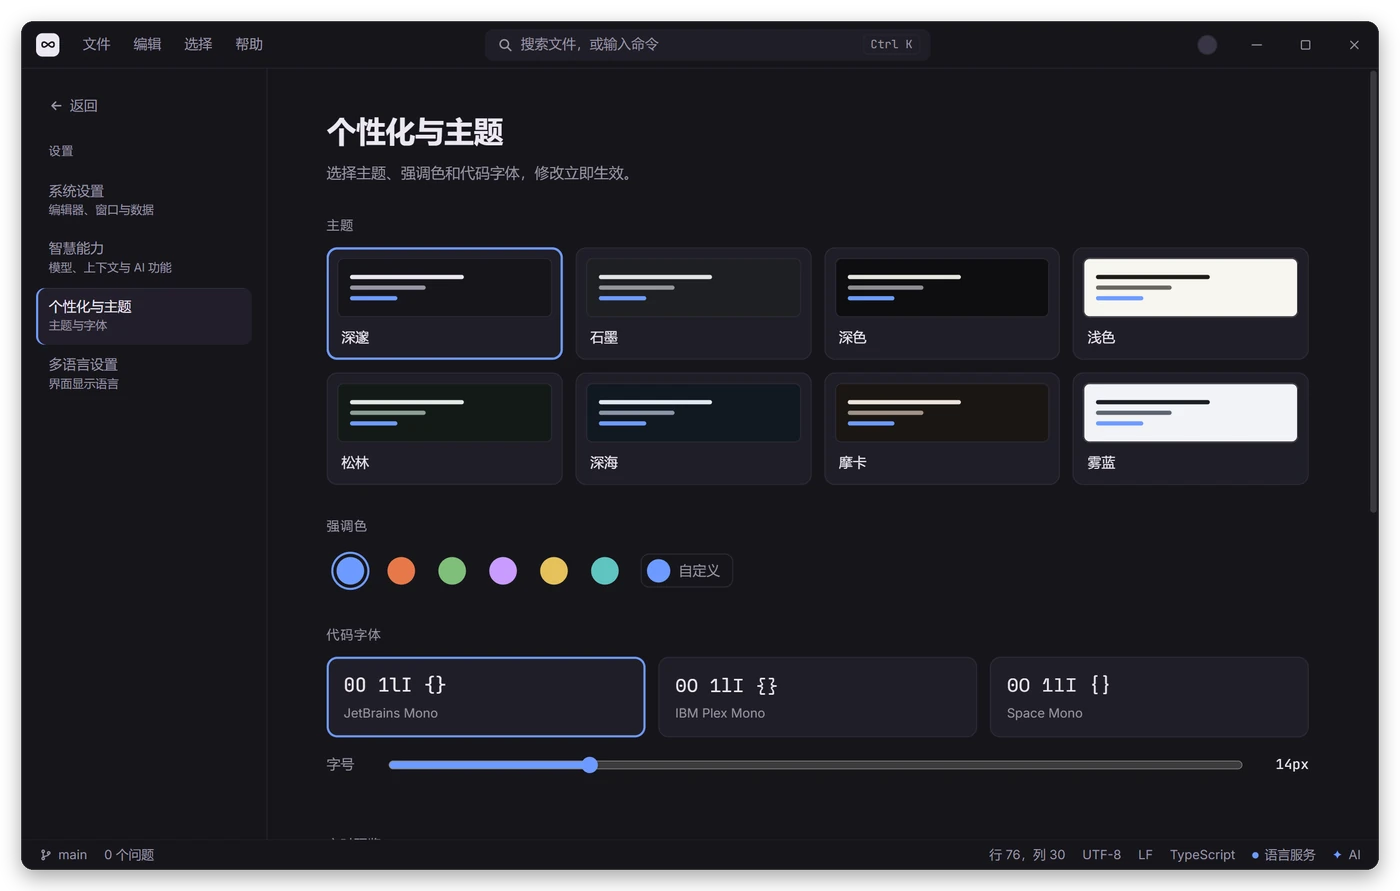 文件 编辑 选择 帮助
搜索文件，或输入命令 Ctrl K
返回
设置
系统设置
编辑器、窗口与数据
智慧能力
模型、上下文与 AI 功能
个性化与主题
主题与字体
多语言设置
界面显示语言
个性化与主题
选择主题、强调色和代码字体，修改立即生效。
主题
深邃 石墨 深色 浅色
松林 深海 摩卡 雾蓝
强调色
自定义
代码字体
0O 1lI {} 0O 1lI {} 0O 1lI {}
JetBrains Mono IBM Plex Mono Space Mono
字号 14px
main 0 个问题 行 76，列 30 UTF-8 LF TypeScript 语言服务 AI